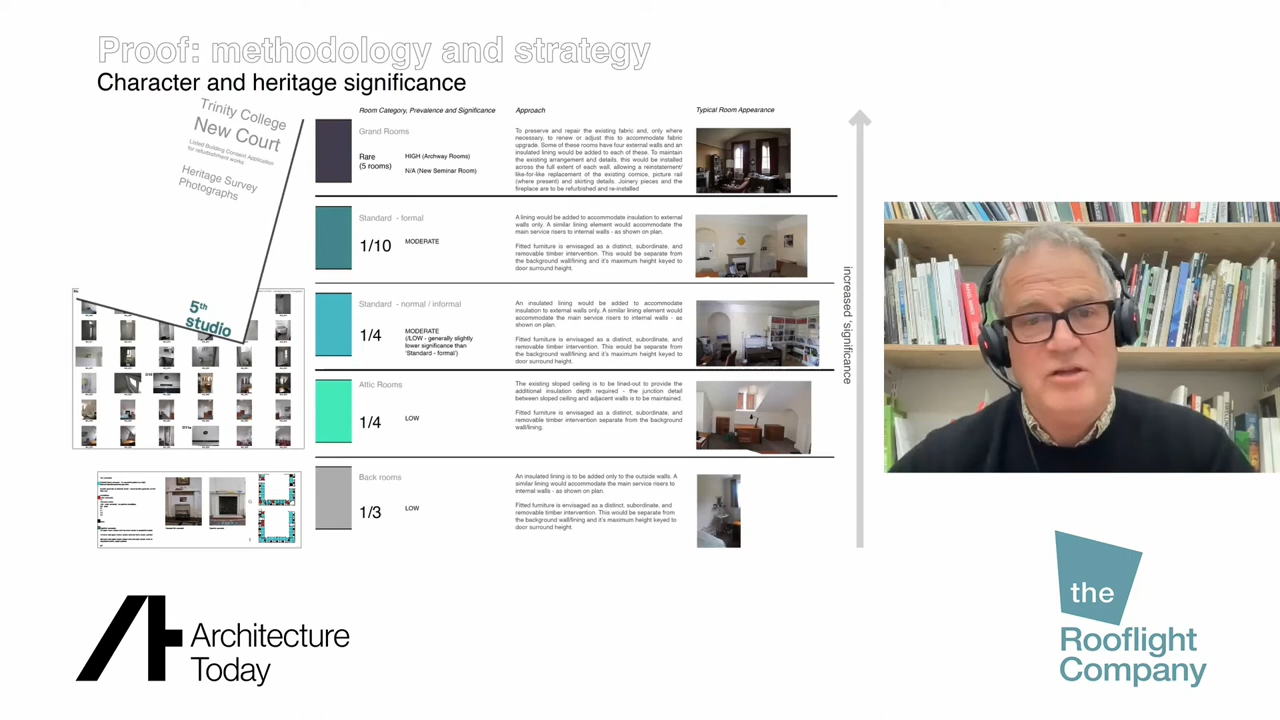 Proof: methodology and strategy
Character and heritage significance
Trinity College
New Court
Listed Building Consent Application
for refurbishment works
Heritage Survey
Photographs
5th
studio
Room Category, Prevalence and Significance
Approach
Typical Room Appearance
Grand Rooms
Rare
(5 rooms)
HIGH (Archway Rooms)
N/A (New Seminar Room)
To preserve and repair the existing fabric and, only where
necessary, to renew or adjust this to accommodate fabric
upgrade. Some of these rooms have four external walls and an
insulated lining would be added to each of these. To maintain
the existing arrangement and details, this would be installed
across the full extent of each wall, allowing a reinstatement/
like-for-like replacement of the existing cornice, picture rail
(where present) and skirting details. Joinery pieces and the
fireplace are to be refurbished and re-installed
Standard - formal
1/10
MODERATE
A lining would be added to accommodate insulation to external
walls only. A similar lining element would accommodate the
main service risers to internal walls - as shown on plan.
Fitted furniture is envisaged as a distinct, subordinate, and
removable timber intervention. This would be separate from
the background wall/lining and it's maximum height keyed to
door surround height.
Standard - normal / informal
1/4
MODERATE
(/LOW - generally slightly
lower significance than
'Standard - formal')
An insulated lining would be added to accommodate
insulation to external walls only. A similar lining element would
accommodate the main service risers to internal walls - as
shown on plan.
Fitted furniture is envisaged as a distinct, subordinate, and
removable timber intervention. This would be separate from
the background wall/lining and it's maximum height keyed to
door surround height.
Attic Rooms
1/4
LOW
The existing sloped ceiling is to be lined-out to provide the
additional insulation depth required - the junction detail
between sloped ceiling and adjacent walls is to be maintained.
Fitted furniture is envisaged as a distinct, subordinate, and
removable timber intervention separate from the background
wall/lining.
Back rooms
1/3
LOW
An insulated lining is to be added only to the outside walls. A
similar lining would accommodate the main service risers to
internal walls - as shown on plan.
Fitted furniture is envisaged as a distinct, subordinate, and
removable timber intervention. This would be separate from
the background wall/lining and it's maximum height keyed to
door surround height.
increased 'significance
Architecture
Today
the
Rooflight
Company